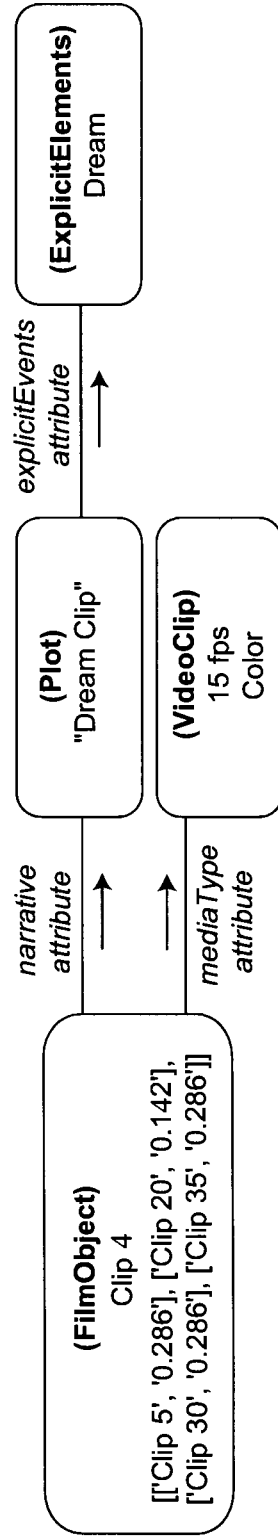 (FilmObject)
Clip 4
[['Clip 5', '0.286'], ['Clip 20', '0.142'],
['Clip 30', '0.286'], ['Clip 35', '0.286']]
narrative
attribute
(Plot)
"Dream Clip"
explicitEvents
attribute
(ExplicitElements)
Dream
mediaType
attribute
(VideoClip)
15 fps
Color